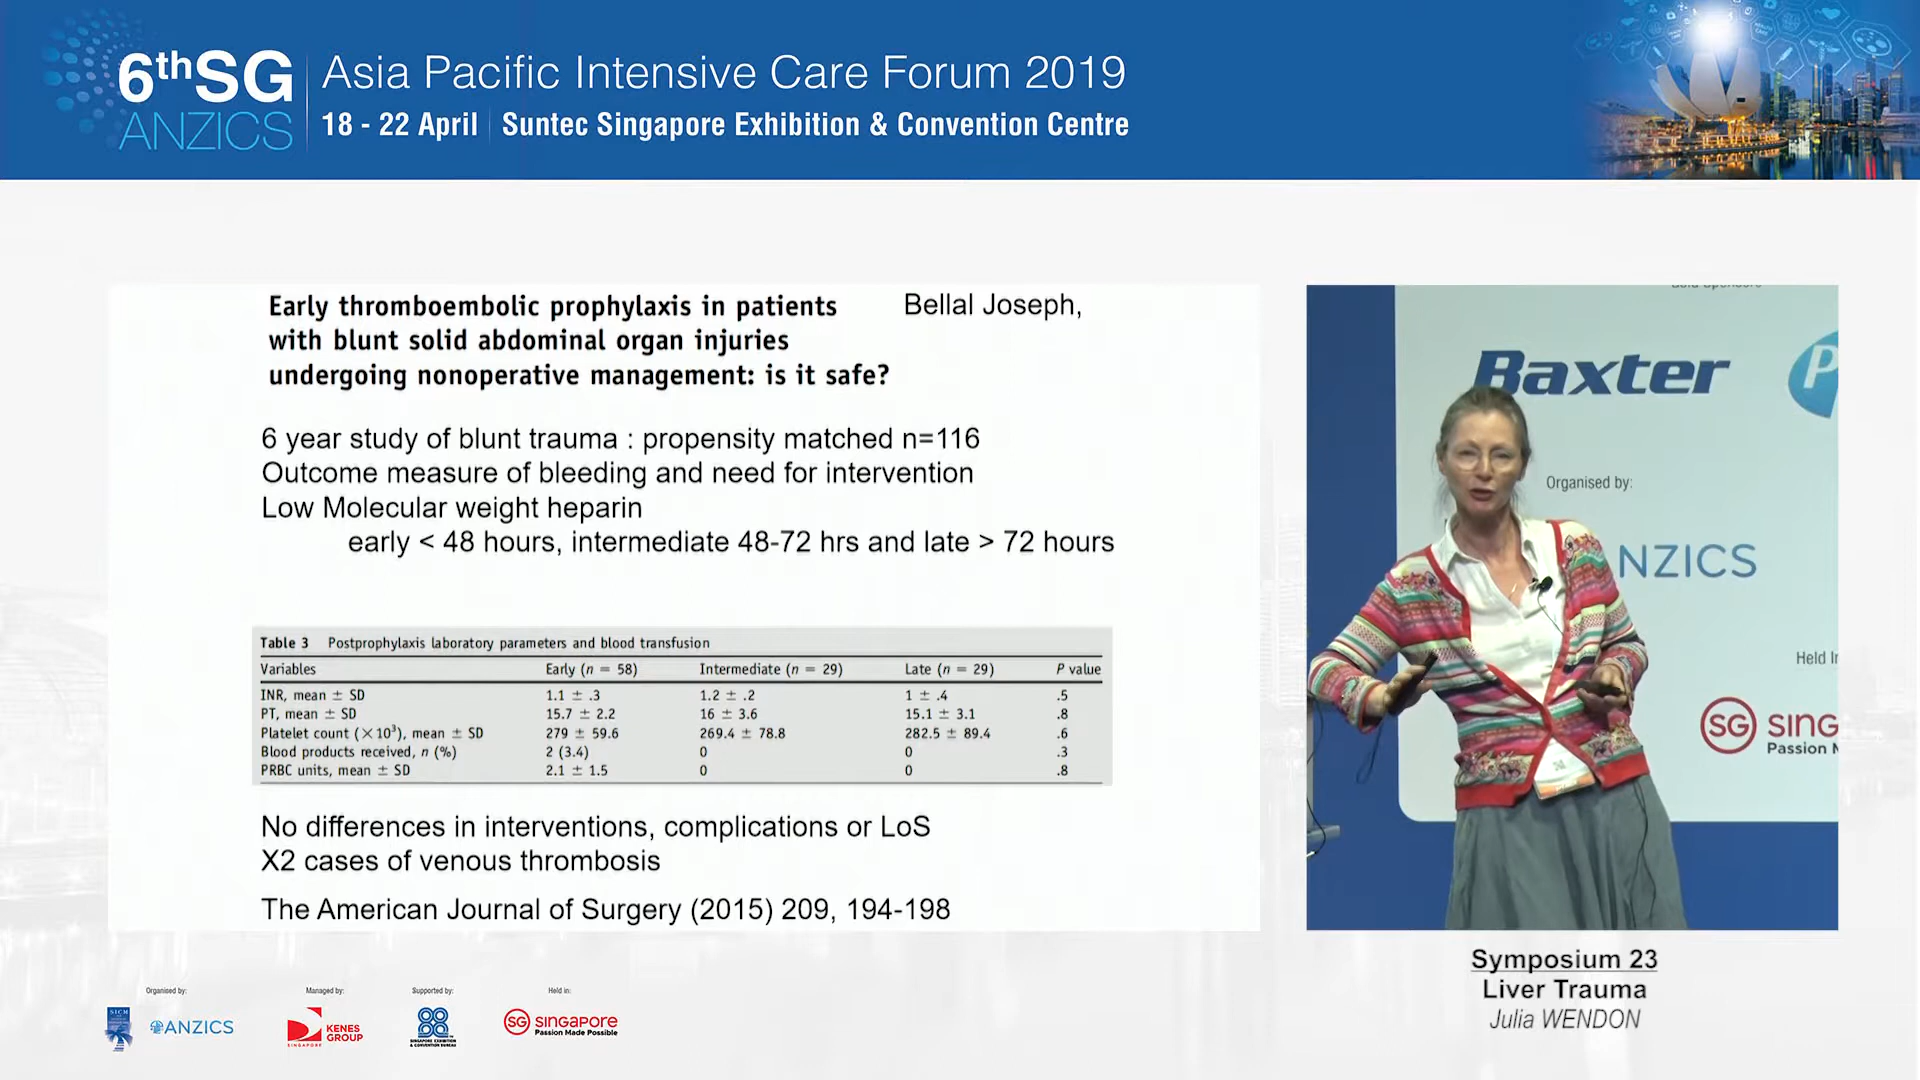 6thSG
ANZICS
Asia Pacific Intensive Care Forum 2019
18 - 22 April Suntec Singapore Exhibition & Convention Centre
Early thromboembolic prophylaxis in patients
with blunt solid abdominal organ injuries
undergoing nonoperative management: is it safe?
Bellal Joseph,
6 year study of blunt trauma : propensity matched n=116
Outcome measure of bleeding and need for intervention
Low Molecular weight heparin
early < 48 hours, intermediate 48-72 hrs and late > 72 hours
Table 3 Postprophylaxis laboratory parameters and blood transfusion
Variables Early (n = 58) Intermediate (n = 29) Late (n = 29) P value
INR, mean ± SD 1.1 ± .3 1.2 ± .2 1 ± .4 .5
PT, mean ± SD 15.7 ± 2.2 16 ± 3.6 15.1 ± 3.1 .8
Platelet count (×10³), mean ± SD 279 ± 59.6 269.4 ± 78.8 282.5 ± 89.4 .6
Blood products received, n (%) 2 (3.4) 0 0 .3
PRBC units, mean ± SD 2.1 ± 1.5 0 0 .8
No differences in interventions, complications or LoS
X2 cases of venous thrombosis
The American Journal of Surgery (2015) 209, 194-198
Baxter
P
Organised by:
NZICS
Held In
SG SING
Passion M
Symposium 23
Liver Trauma
Julia WENDON
Organised by:
SICM
ANZICS
Managed by:
KENES
GROUP
SINGAPORE
Supported by:
SINGAPORE EXHIBITION
& CONVENTION BUREAU
Held in:
SG SINGAPORE
Passion Made Possible